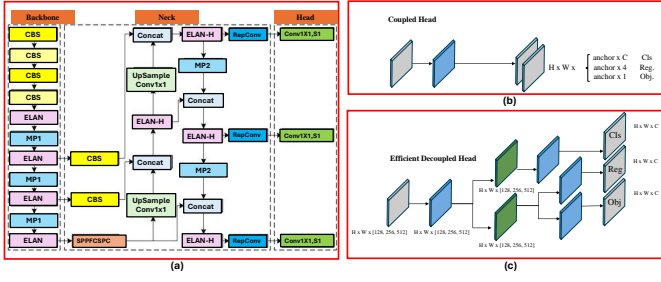 Backbone
Neck
Head
CBS
CBS
CBS
CBS
ELAN
MP1
ELAN
MP1
ELAN
MP1
ELAN
CBS
CBS
SPPFCSPC
Concat
UpSample
Conv1x1
ELAN-H
Concat
UpSample
Conv1x1
ELAN-H
MP2
Concat
ELAN-H
MP2
Concat
ELAN-H
RepConv
RepConv
RepConv
Conv1X1,S1
Conv1X1,S1
Conv1X1,S1
(a)
Coupled Head
H x W x
anchor x C Cls
anchor x 4 Reg.
anchor x 1 Obj.
(b)
Efficient Decoupled Head
H x W x [128, 256, 512]
H x W x [128, 256, 512]
H x W x [128, 256, 512]
H x W x [128, 256, 512]
Cls
Reg
Obj
H x W x C
H x W x C
H x W x C
(c)